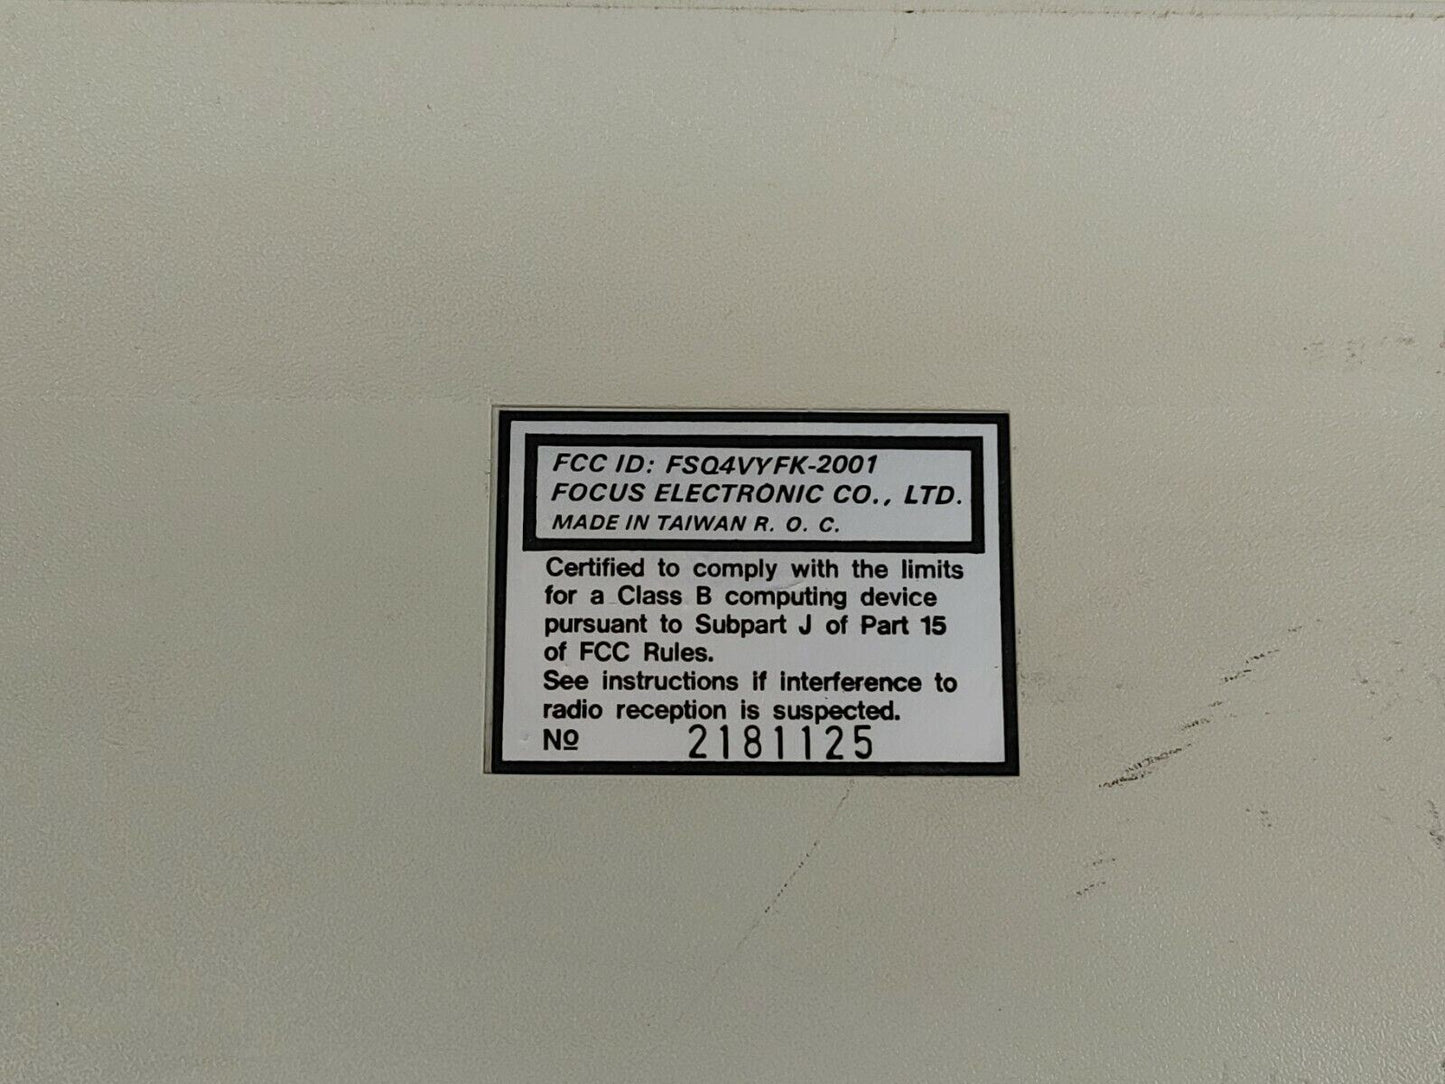 FCC ID: FSQ4VYFK-2001
FOCUS ELECTRONIC CO., LTD.
MADE IN TAIWAN R. O. C.
Certified to comply with the limits
for a Class B computing device
pursuant to Subpart J of Part 15
of FCC Rules.
See instructions if interference to
radio reception is suspected.
Nº 2181125